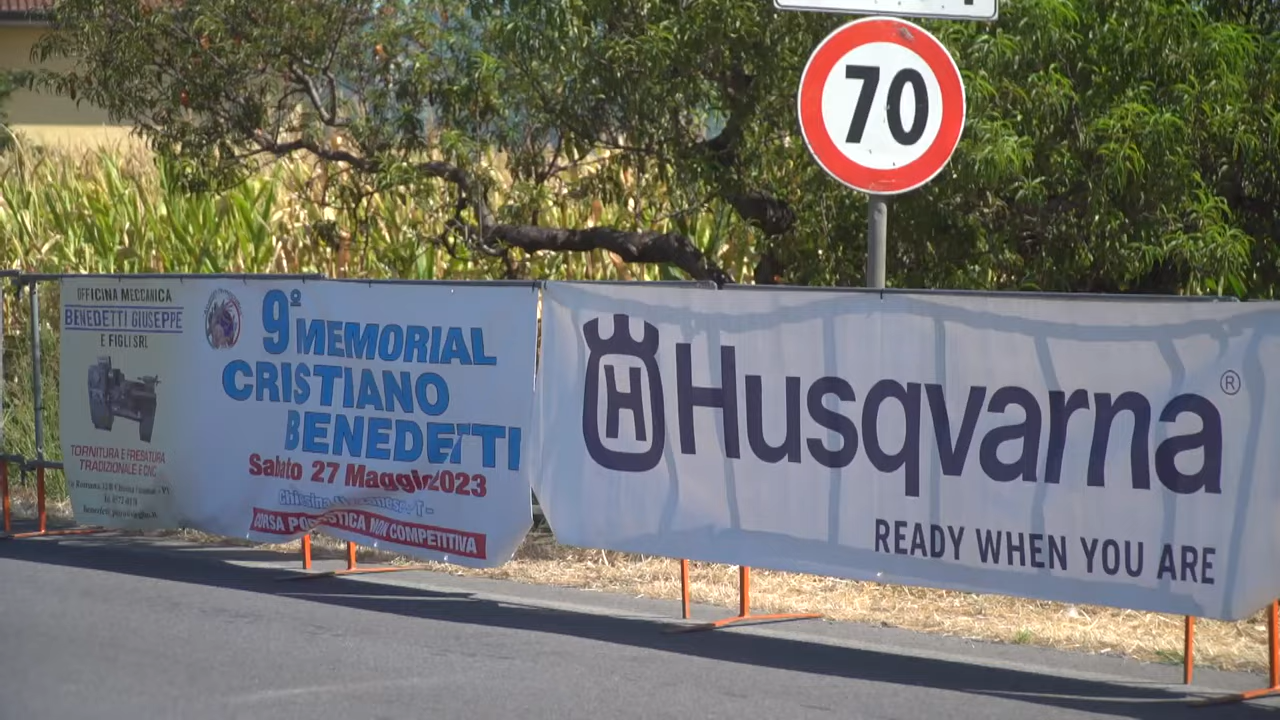 70
OFFICINA MECCANICA
BENEDETTI GIUSEPPE
E FIGLI SRL
TORNITURA E FRESATURA
TRADIZIONALE E CNC
9º MEMORIAL
CRISTIANO
BENEDETTI
Sabato 27 Maggio 2023
CORSA PODISTICA NON COMPETITIVA
H Husqvarna®
READY WHEN YOU ARE